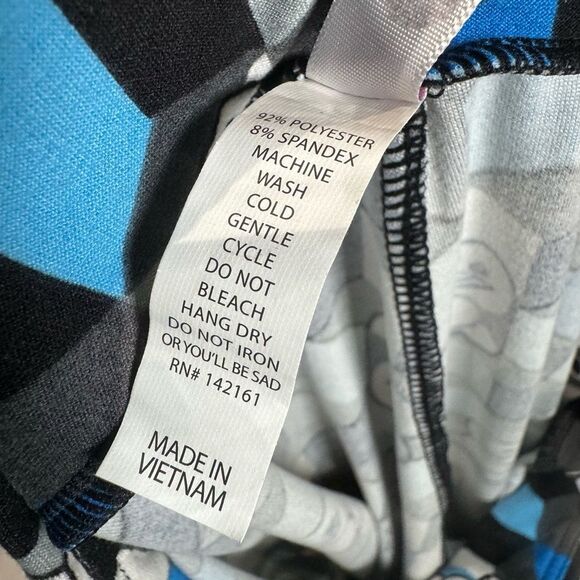 92% POLYESTER
8% SPANDEX
MACHINE
WASH
COLD
GENTLE
CYCLE
DO NOT
BLEACH
HANG DRY
DO NOT IRON
OR YOU'LL BE SAD
RN# 142161
MADE IN
VIETNAM